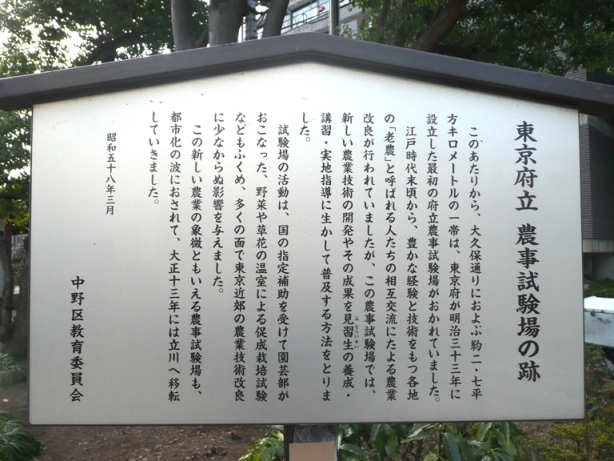 東京府立 農事試験場の跡
このあたりから、大久保通りにおよぶ約二・七平
方キロメートルの一帯は、東京府が明治三十三年に
設立した最初の府立農事試験場がおかれていました。
江戸時代末頃から、豊かな経験と技術をもつ各地
の「老農」と呼ばれる人たちの相互交流にたよる農業
改良が行われていましたが、この農事試験場では、
新しい農業技術の開発やその成果を見習生の養成・
みならいせい
講習・実地指導に生かして普及する方法をとりま
した。
試験場の活動は、国の指定補助を受けて園芸部が
おこなった、野菜や草花の温室による促成栽培試験
などもふくめ、多くの面で東京近郊の農業技術改良
に少なからぬ影響を与えました。
この新しい農業の象徴ともいえる農事試験場も、
都市化の波におされて、大正十三年には立川へ移転
していきました。
昭和五十八年三月
中野区教育委員会